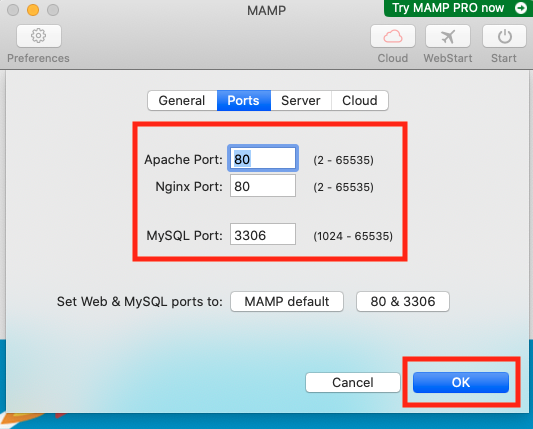 MAMP
Try MAMP PRO now
Preferences
Cloud WebStart Start
General Ports Server Cloud
Apache Port: 80 (2 - 65535)
Nginx Port: 80 (2 - 65535)
MySQL Port: 3306 (1024 - 65535)
Set Web & MySQL ports to: MAMP default 80 & 3306
Cancel OK